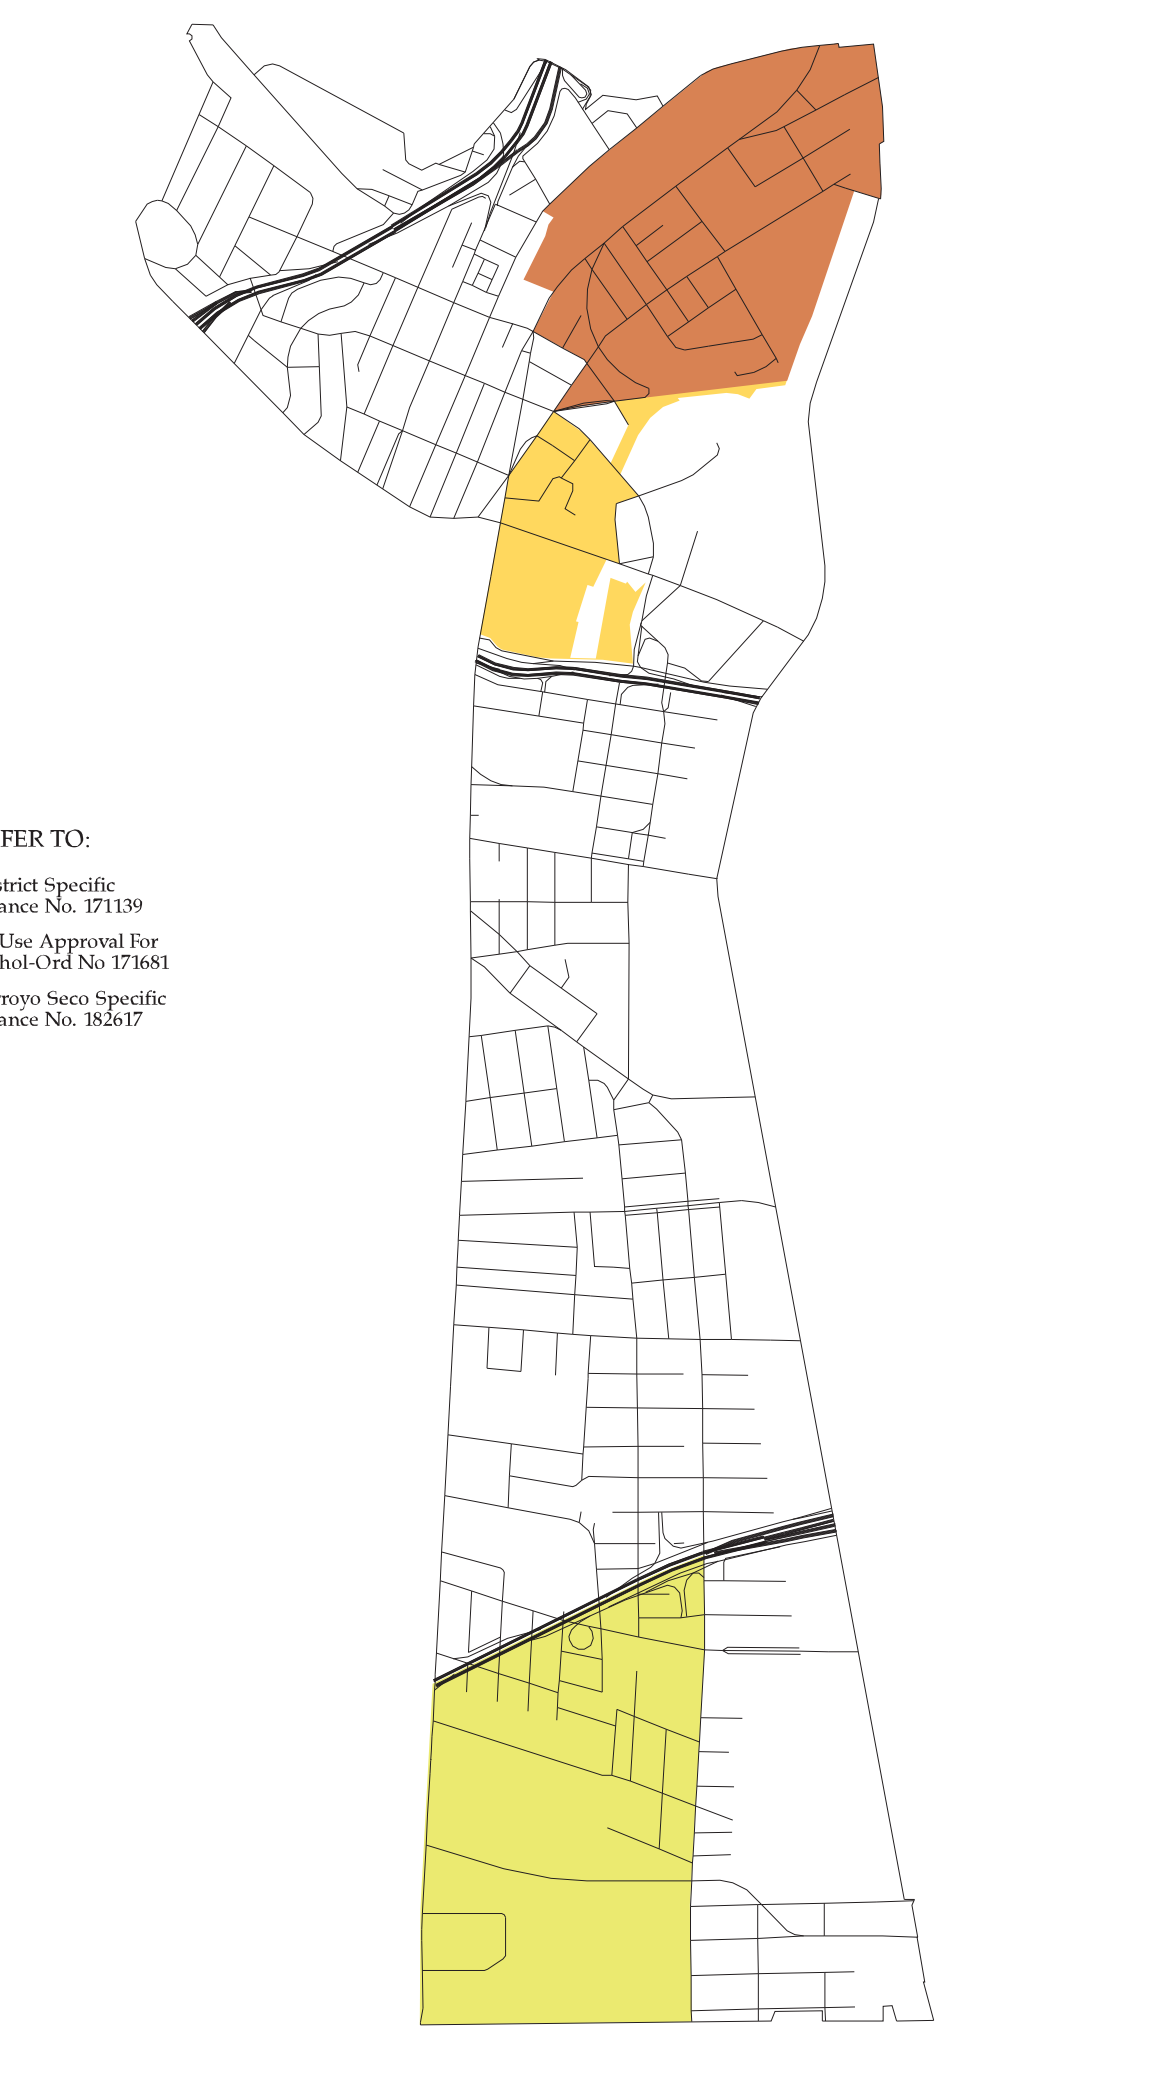 FER TO:
strict Specific
ance No. 171139
Use Approval For
hol-Ord No 171681
rroyo Seco Specific
ance No. 182617